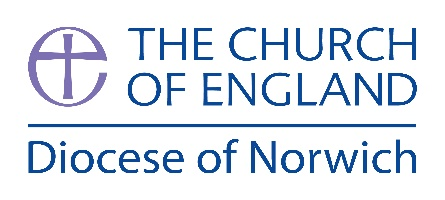 THE CHURCH
OF ENGLAND
Diocese of Norwich